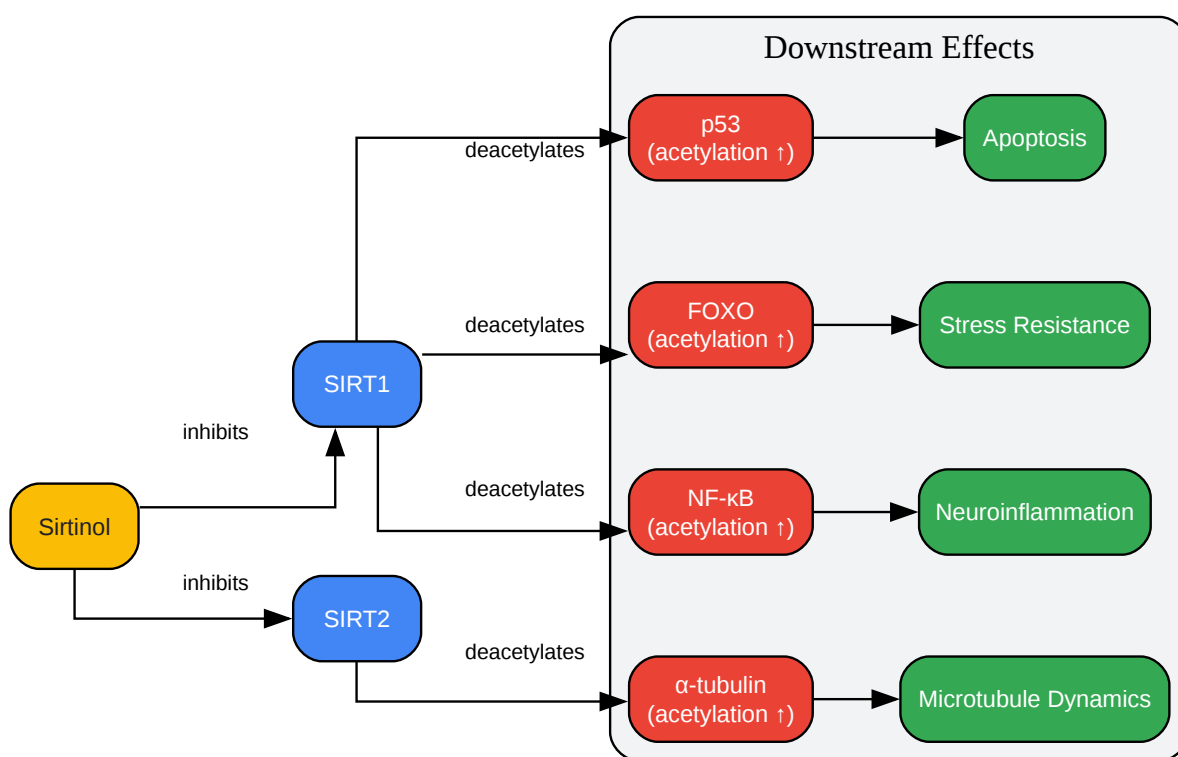 Downstream Effects
p53
(acetylation ↑)
Apoptosis
deacetylates
FOXO
(acetylation ↑)
Stress Resistance
deacetylates
SIRT1
inhibits
NF-κB
(acetylation ↑)
Neuroinflammation
deacetylates
Sirtinol
inhibits
SIRT2
deacetylates
α-tubulin
(acetylation ↑)
Microtubule Dynamics